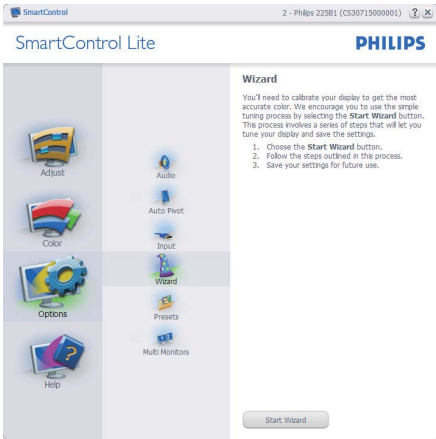 SmartControl
2 - Philips 225B1 (CS30715000001)
? X
SmartControl Lite
PHILIPS
Adjust
Color
Options
Help
Audio
Auto Pivot
Input
Wizard
Presets
Multi Monitors
Wizard
You'll need to calibrate your display to get the most
accurate color. We encourage you to use the simple
tuning process by selecting the Start Wizard button.
This process involves a series of steps that will let you
tune your display and save the settings.
1. Choose the Start Wizard button.
2. Follow the steps outlined in this process.
3. Save your settings for future use.
Start Wizard